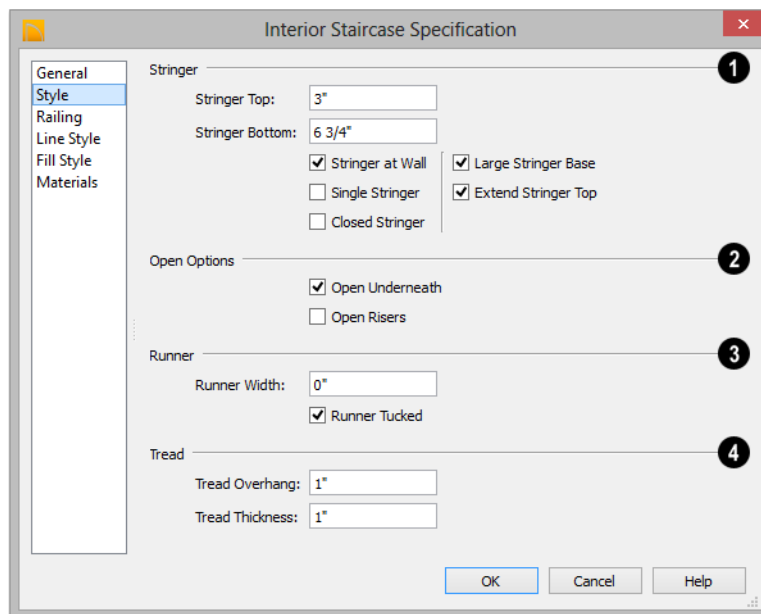 Interior Staircase Specification
General
Style
Railing
Line Style
Fill Style
Materials
Stringer 1
Stringer Top: 3"
Stringer Bottom: 6 3/4"
Stringer at Wall Large Stringer Base
Single Stringer Extend Stringer Top
Closed Stringer
Open Options 2
Open Underneath
Open Risers
Runner 3
Runner Width: 0"
Runner Tucked
Tread 4
Tread Overhang: 1"
Tread Thickness: 1"
OK Cancel Help